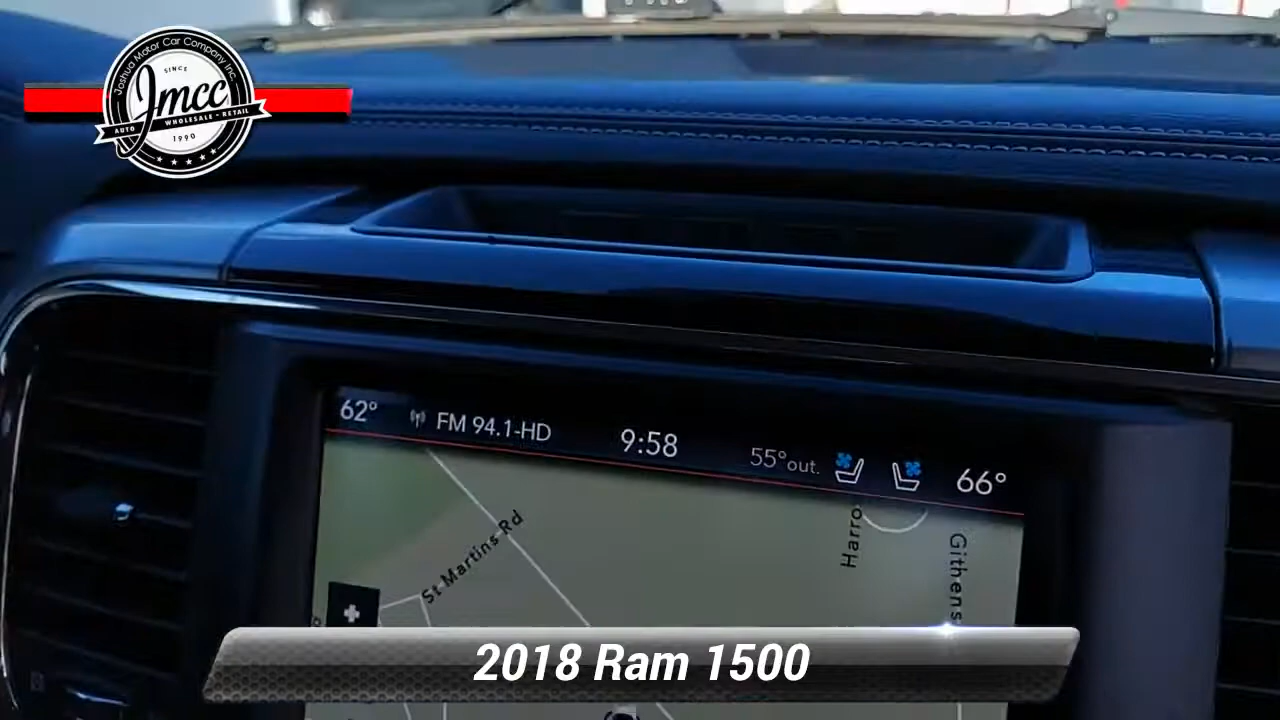 Joshua Motor Car Company Inc.
SINCE
Jmcc
AUTO WHOLESALE - RETAIL
1990
62° FM 94.1-HD 9:58 55°out. 66°
St Martins Rd
Harro
Githens
2018 Ram 1500